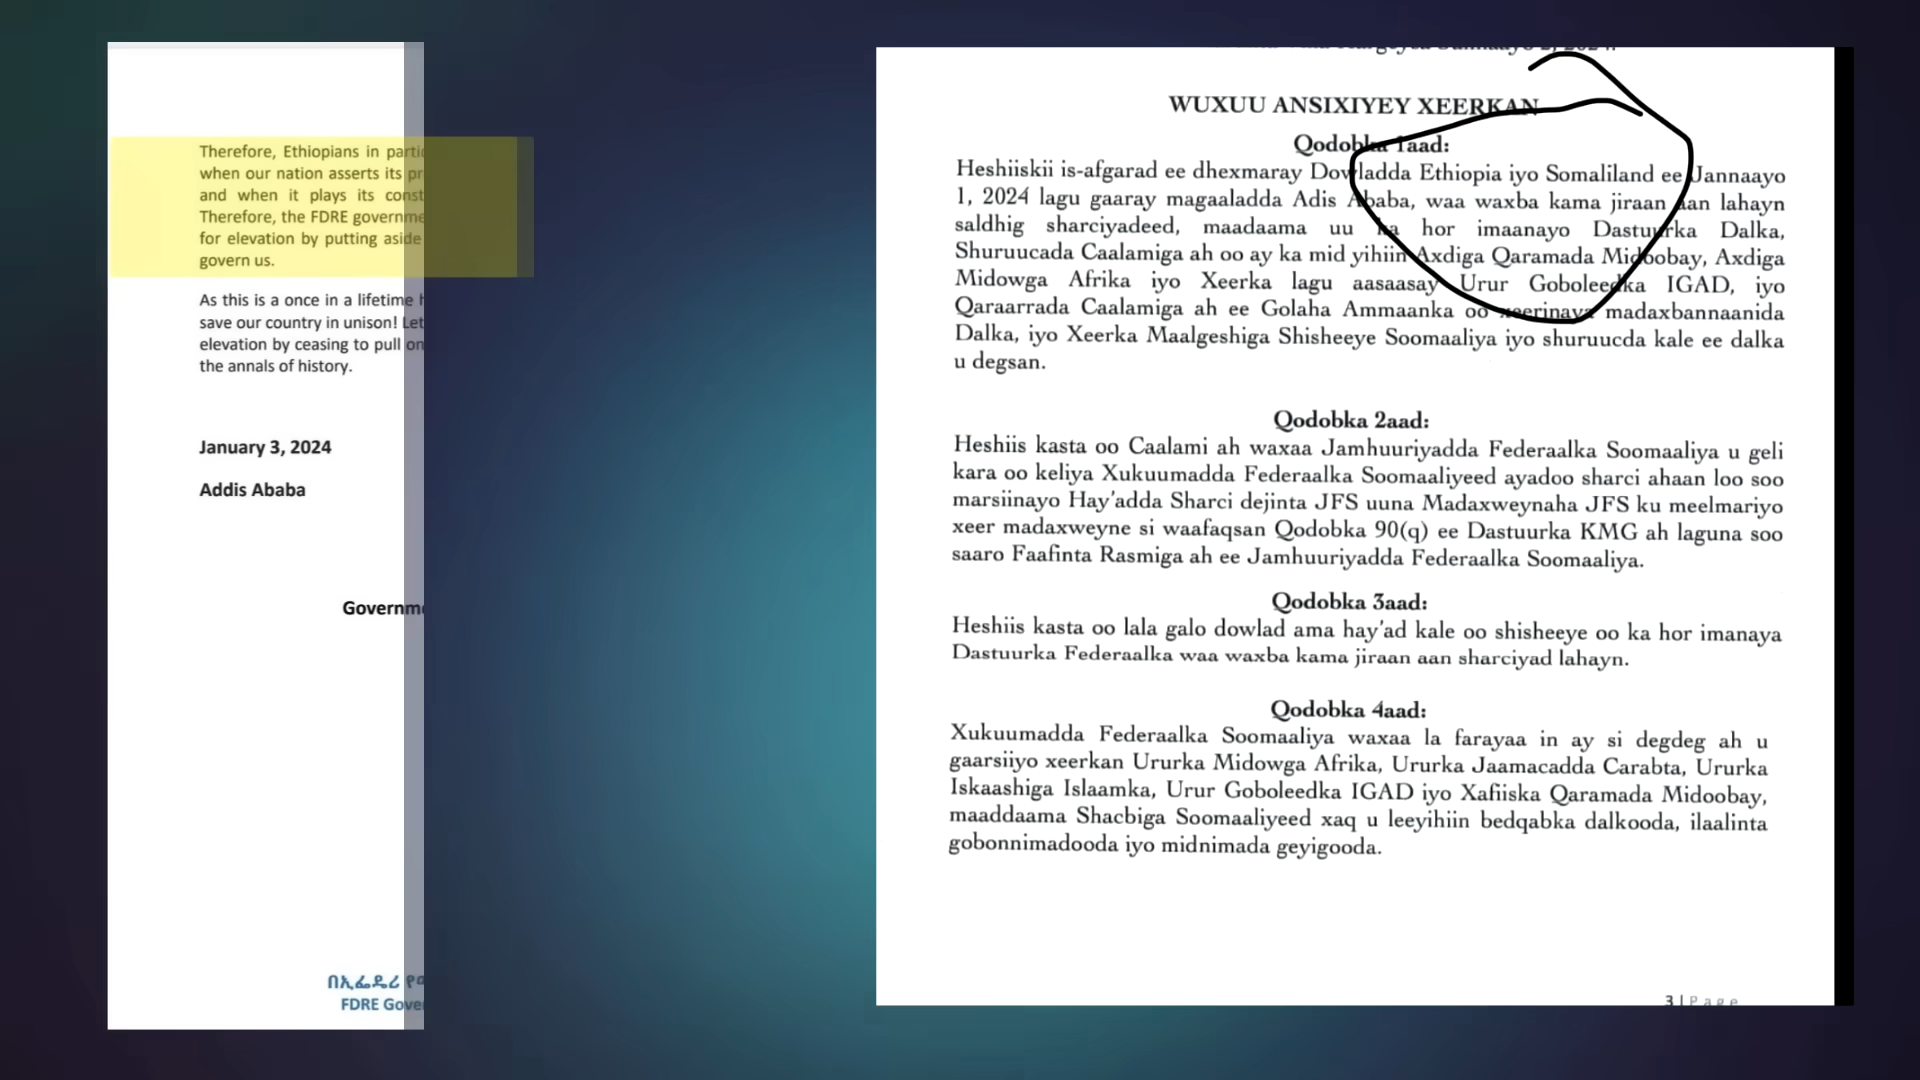 Therefore, Ethiopians in parti
when our nation asserts its pr
and when it plays its const
Therefore, the FDRE governme
for elevation by putting aside
govern us.
As this is a once in a lifetime
save our country in unison! Let
elevation by ceasing to pull on
the annals of history.
January 3, 2024
Addis Ababa
Governme
በኢፌዴሪ
FDRE Gove
WUXUU ANSIXIYEY XEERKAN
Qodobka 1aad:
Heshiiskii is-afgarad ee dhexmaray Dowladda Ethiopia iyo Somaliland ee Jannaayo
1, 2024 lagu gaaray magaaladda Adis Ababa, waa waxba kama jiraan aan lahayn
saldhig sharciyadeed, maadaama uu ka hor imaanayo Dastuurka Dalka,
Shuruucada Caalamiga ah oo ay ka mid yihiin Axdiga Qaramada Midoobay, Axdiga
Midowga Afrika iyo Xeerka lagu aasaasay Urur Goboleedka IGAD, iyo
Qaraarrada Caalamiga ah ee Golaha Ammaanka oo xeerinaya madaxbannaanida
Dalka, iyo Xeerka Maalgeshiga Shisheeye Soomaaliya iyo shuruucda kale ee dalka
u degsan.
Qodobka 2aad:
Heshiis kasta oo Caalami ah waxaa Jamhuuriyadda Federaalka Soomaaliya u geli
kara oo keliya Xukuumadda Federaalka Soomaaliyeed ayadoo sharci ahaan loo soo
marsiinayo Hay'adda Sharci dejinta JFS uuna Madaxweynaha JFS ku meelmariyo
xeer madaxweyne si waafaqsan Qodobka 90(q) ee Dastuurka KMG ah laguna soo
saaro Faafinta Rasmiga ah ee Jamhuuriyadda Federaalka Soomaaliya.
Qodobka 3aad:
Heshiis kasta oo lala galo dowlad ama hay'ad kale oo shisheeye oo ka hor imanaya
Dastuurka Federaalka waa waxba kama jiraan aan sharciyad lahayn.
Qodobka 4aad:
Xukuumadda Federaalka Soomaaliya waxaa la farayaa in ay si degdeg ah u
gaarsiiyo xeerkan Ururka Midowga Afrika, Ururka Jaamacadda Carabta, Ururka
Iskaashiga Islaamka, Urur Goboleedka IGAD iyo Xafiiska Qaramada Midoobay,
maaddaama Shacbiga Soomaaliyeed xaq u leeyihiin bedqabka dalkooda, ilaalinta
gobonnimadooda iyo midnimada geyigooda.
3 | Page